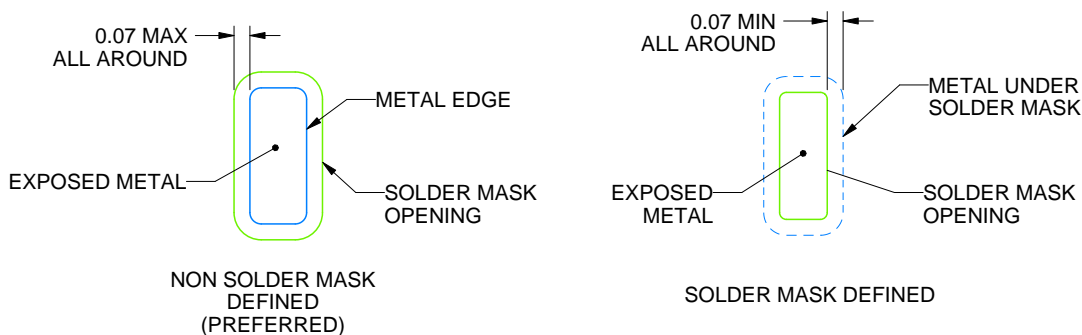 0.07 MAX
ALL AROUND
METAL EDGE
EXPOSED METAL
SOLDER MASK
OPENING
NON SOLDER MASK
DEFINED
(PREFERRED)
0.07 MIN
ALL AROUND
METAL UNDER
SOLDER MASK
EXPOSED
METAL
SOLDER MASK
OPENING
SOLDER MASK DEFINED